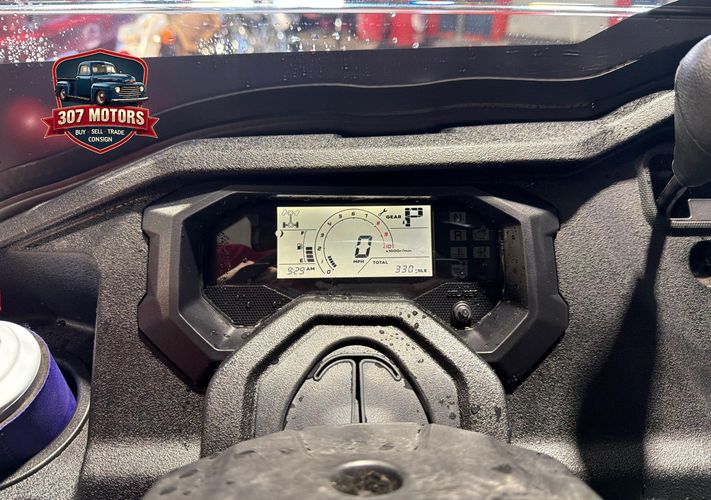 307 MOTORS
BUY · SELL · TRADE
CONSIGN
GEAR P
0
MPH
x1000r/min
TOTAL
E
9:29 AM
330
MILE
N
R
H